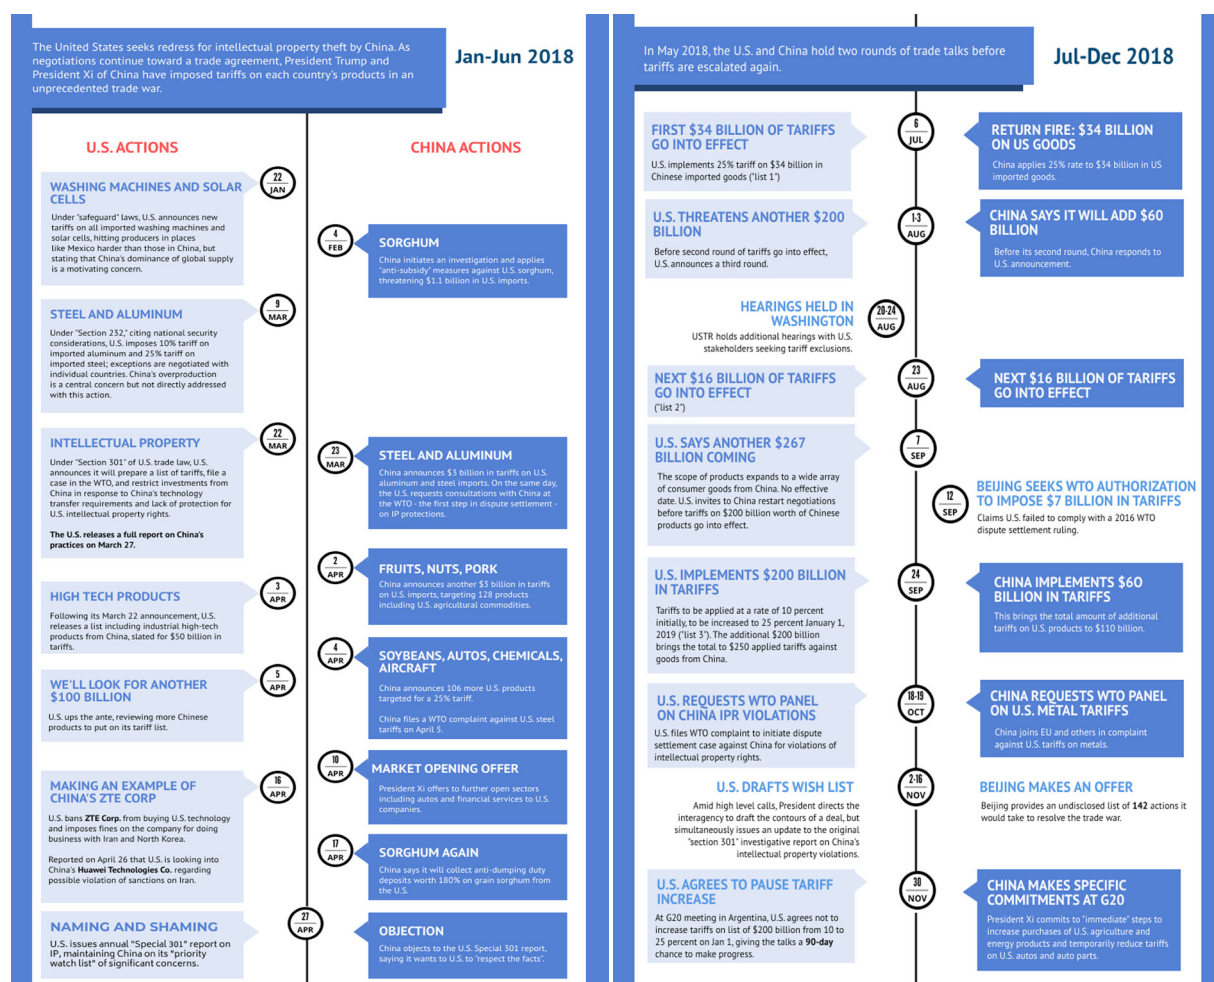 The United States seeks redress for intellectual property theft by China. As
negotiations continue toward a trade agreement, President Trump and
President Xi of China have imposed tariffs on each country's products in an
unprecedented trade war.
Jan-Jun 2018
U.S. ACTIONS
CHINA ACTIONS
22
JAN
WASHING MACHINES AND SOLAR
CELLS
Under "safeguard" laws, U.S. announces new
tariffs on all imported washing machines and
solar cells, hitting producers in places
like Mexico harder than those in China, but
stating that China's dominance of global supply
is a motivating concern.
4
FEB
SORGHUM
China initiates an investigation and applies
"anti-subsidy" measures against U.S. sorghum,
threatening $1.1 billion in U.S. imports.
9
MAR
STEEL AND ALUMINUM
Under "Section 232," citing national security
considerations, U.S. imposes 10% tariff on
imported aluminum and 25% tariff on
imported steel; exceptions are negotiated with
individual countries. China's overproduction
is a central concern but not directly addressed
with this action.
22
MAR
INTELLECTUAL PROPERTY
Under "Section 301" of U.S. trade law, U.S.
announces it will prepare a list of tariffs, file a
case in the WTO, and restrict investments from
China in response to China's technology
transfer requirements and lack of protection for
U.S. intellectual property rights.
The U.S. releases a full report on China's
practices on March 27.
23
MAR
STEEL AND ALUMINUM
China announces $3 billion in tariffs on U.S.
aluminum and steel imports. On the same day,
the U.S. requests consultations with China at
the WTO - the first step in dispute settlement -
on IP protections.
2
APR
FRUITS, NUTS, PORK
China announces another $3 billion in tariffs
on U.S. imports, targeting 128 products
including U.S. agricultural commodities.
3
APR
HIGH TECH PRODUCTS
Following its March 22 announcement, U.S.
releases a list including industrial high-tech
products from China, slated for $50 billion in
tariffs.
4
APR
SOYBEANS, AUTOS, CHEMICALS,
AIRCRAFT
China announces 106 more U.S. products
targeted for a 25% tariff.
China files a WTO complaint against U.S. steel
tariffs on April 5.
5
APR
WE'LL LOOK FOR ANOTHER
$100 BILLION
U.S. ups the ante, reviewing more Chinese
products to put on its tariff list.
10
APR
MARKET OPENING OFFER
President Xi offers to further open sectors
including autos and financial services to U.S.
companies.
16
APR
MAKING AN EXAMPLE OF
CHINA'S ZTE CORP
U.S. bans ZTE Corp. from buying U.S. technology
and imposes fines on the company for doing
business with Iran and North Korea.
Reported on April 26 that U.S. is looking into
China's Huawei Technologies Co. regarding
possible violation of sanctions on Iran.
17
APR
SORGHUM AGAIN
China says it will collect anti-dumping duty
deposits worth 180% on grain sorghum from
the U.S.
27
APR
NAMING AND SHAMING
U.S. issues annual "Special 301" report on
IP, maintaining China on its "priority
watch list" of significant concerns.
OBJECTION
China objects to the U.S. Special 301 report,
saying it wants to U.S. to "respect the facts".
In May 2018, the U.S. and China hold two rounds of trade talks before
tariffs are escalated again.
Jul-Dec 2018
6
JUL
FIRST $34 BILLION OF TARIFFS
GO INTO EFFECT
U.S. implements 25% tariff on $34 billion in
Chinese imported goods ("list 1")
RETURN FIRE: $34 BILLION
ON US GOODS
China applies 25% rate to $34 billion in US
imported goods.
1-3
AUG
U.S. THREATENS ANOTHER $200
BILLION
Before second round of tariffs go into effect,
U.S. announces a third round.
CHINA SAYS IT WILL ADD $60
BILLION
Before its second round, China responds to
U.S. announcement.
20-24
AUG
HEARINGS HELD IN
WASHINGTON
USTR holds additional hearings with U.S.
stakeholders seeking tariff exclusions.
23
AUG
NEXT $16 BILLION OF TARIFFS
GO INTO EFFECT
("list 2")
NEXT $16 BILLION OF TARIFFS
GO INTO EFFECT
7
SEP
U.S. SAYS ANOTHER $267
BILLION COMING
The scope of products expands to a wide array
of consumer goods from China. No effective
date. U.S. invites to China restart negotiations
before tariffs on $200 billion worth of Chinese
products go into effect.
12
SEP
BEIJING SEEKS WTO AUTHORIZATION
TO IMPOSE $7 BILLION IN TARIFFS
Claims U.S. failed to comply with a 2016 WTO
dispute settlement ruling.
24
SEP
U.S. IMPLEMENTS $200 BILLION
IN TARIFFS
Tariffs to be applied at a rate of 10 percent
initially, to be increased to 25 percent January 1,
2019 ("list 3"). The additional $200 billion
brings the total to $250 applied tariffs against
goods from China.
CHINA IMPLEMENTS $60
BILLION IN TARIFFS
This brings the total amount of additional
tariffs on U.S. products to $110 billion.
18-19
OCT
U.S. REQUESTS WTO PANEL
ON CHINA IPR VIOLATIONS
U.S. files WTO complaint to initiate dispute
settlement case against China for violations of
intellectual property rights.
CHINA REQUESTS WTO PANEL
ON U.S. METAL TARIFFS
China joins EU and others in complaint
against U.S. tariffs on metals.
2-16
NOV
U.S. DRAFTS WISH LIST
Amid high level calls, President directs the
interagency to draft the contours of a deal, but
simultaneously issues an update to the original
"section 301" investigative report on China's
intellectual property violations.
BEIJING MAKES AN OFFER
Beijing provides an undisclosed list of 142 actions it
would take to resolve the trade war.
30
NOV
U.S. AGREES TO PAUSE TARIFF
INCREASE
At G20 meeting in Argentina, U.S. agrees not to
increase tariffs on list of $200 billion from 10 to
25 percent on Jan 1, giving the talks a 90-day
chance to make progress.
CHINA MAKES SPECIFIC
COMMITMENTS AT G20
President Xi commits to "immediate" steps to
increase purchases of U.S. agriculture and
energy products and temporarily reduce tariffs
on U.S. autos and auto parts.